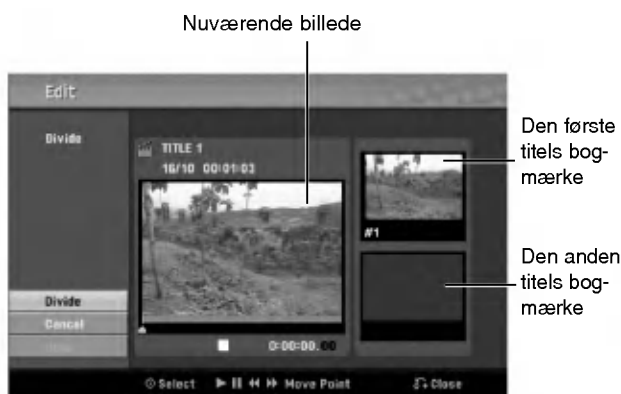 Nuværende billede
Edit
Divide
TITLE 1
16/10 00:01:03
#1
Divide
Cancel
0:00:00.00
Select
Move Point
Close
Den første
titels bog-
mærke
Den anden
titels bog-
mærke